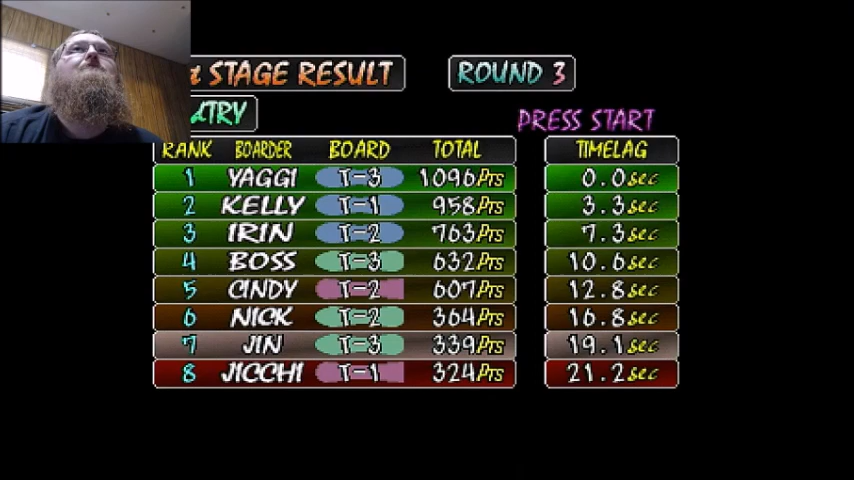 STAGE RESULT ROUND 3
TRY
PRESS START
RANK BOARDER BOARD TOTAL TIMELAG
1 YAGGI T-3 1096PTS 0.0sec
2 KELLY T-1 958PTS 3.3sec
3 IRIN T-2 763PTS 7.3sec
4 BOSS T-3 632PTS 10.6sec
5 CINDY T-2 607PTS 12.8sec
6 NICK T-2 364PTS 16.8sec
7 JIN T-3 339PTS 19.1sec
8 JICCHI T-1 324PTS 21.2sec